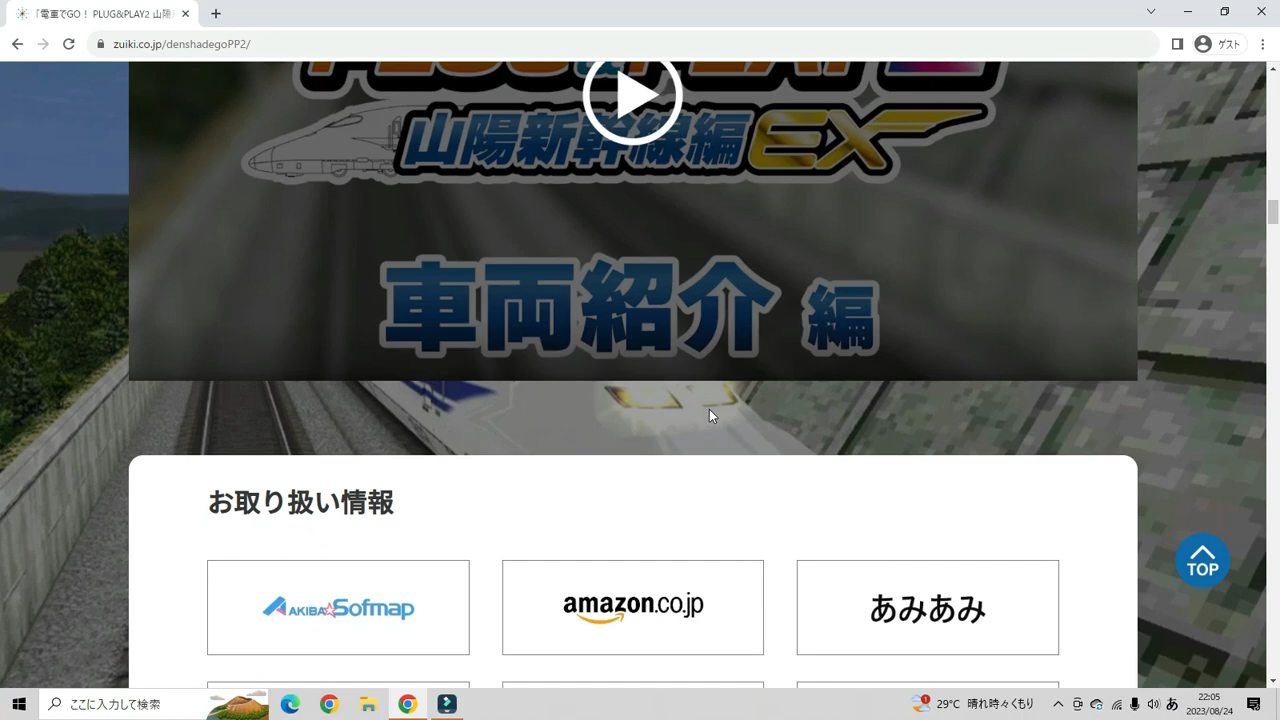 「電車でGO！ PLUG&PLAY2 山陽
zuiki.co.jp/denshadegoPP2/
ゲスト
PLUG&PLAY2
山陽新幹線編EX
車両紹介 編
お取り扱い情報
AKIBA☆Sofmap
amazon.co.jp
あみあみ
TOP
ここに入力して検索
1
29°C 晴れ時々くもり
あ
22:05
2023/08/24